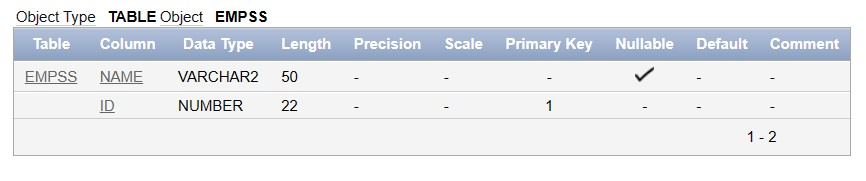 Object Type TABLE Object EMPSS
Table Column Data Type Length Precision Scale Primary Key Nullable Default Comment
EMPSS NAME VARCHAR2 50 - - - ✓ - -
ID NUMBER 22 - - 1 - - -
1 - 2